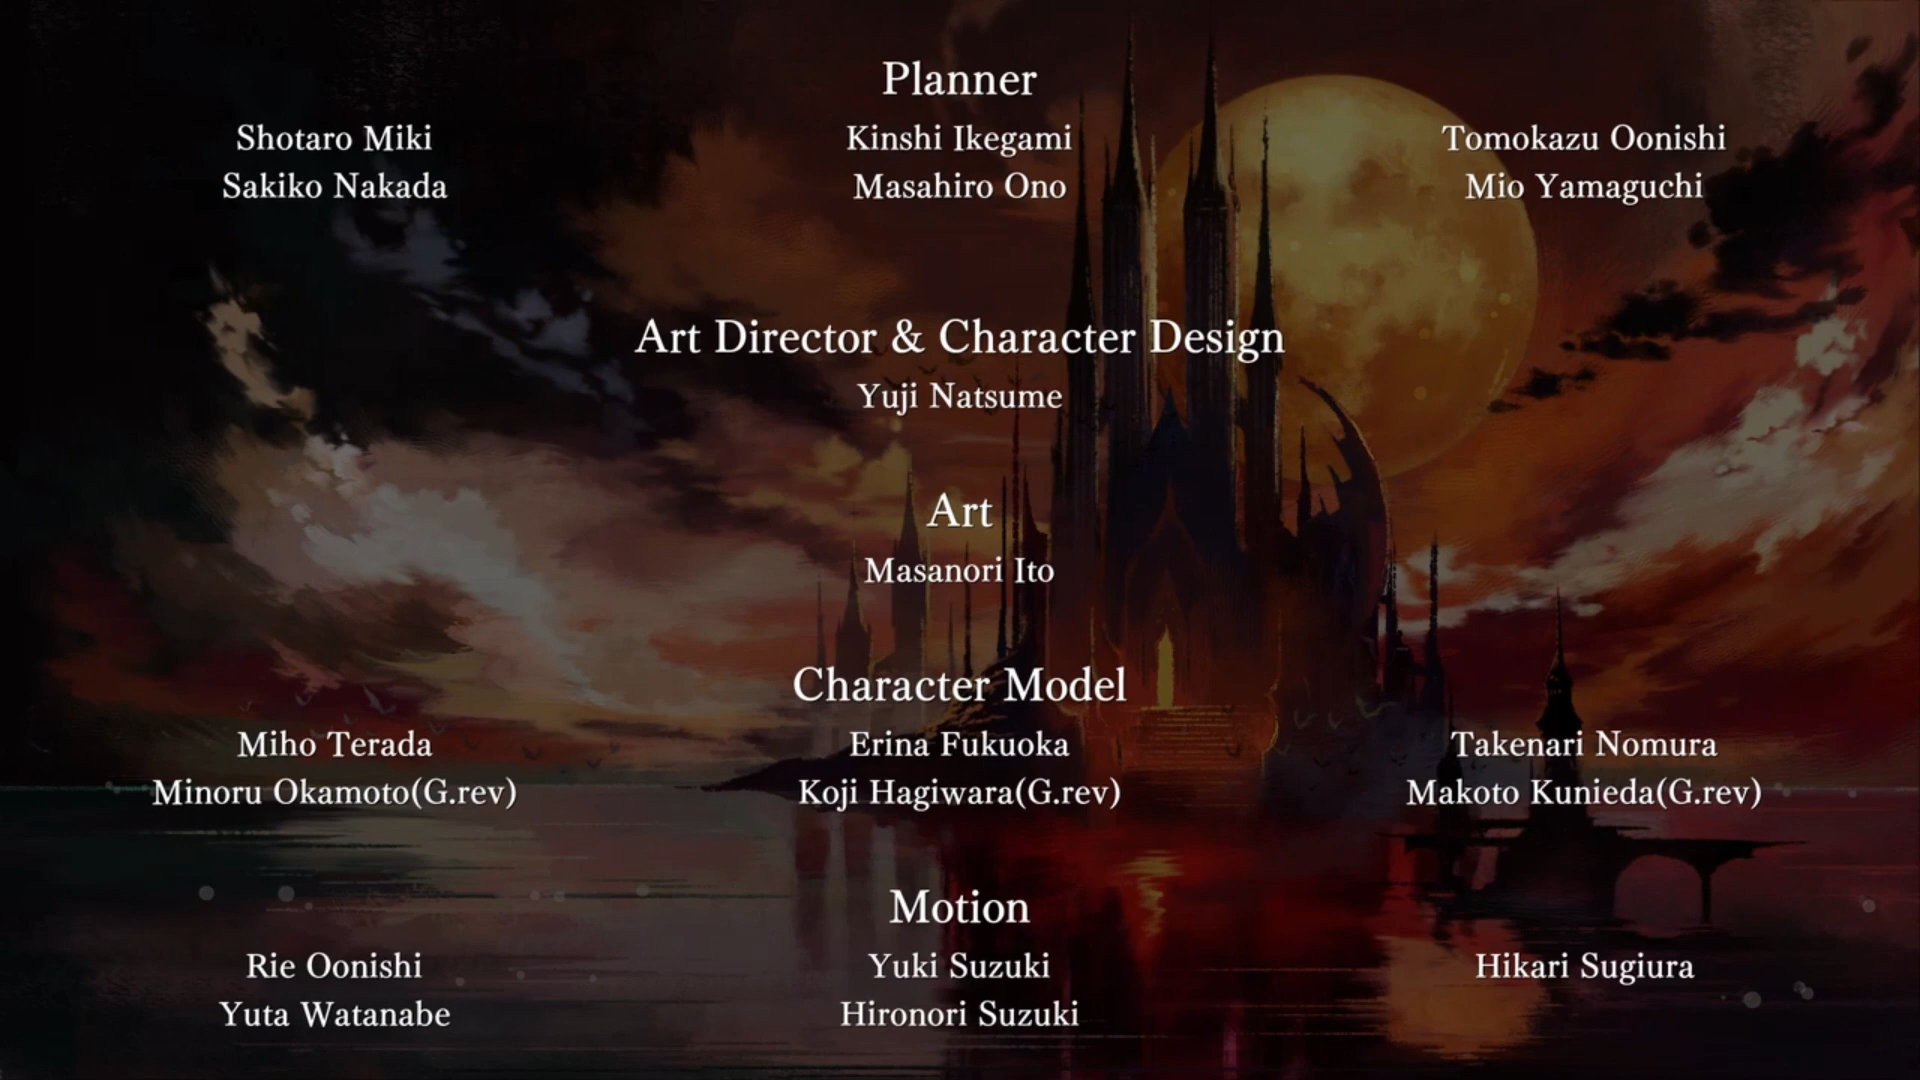 Planner
Shotaro Miki Kinshi Ikegami Tomokazu Oonishi
Sakiko Nakada Masahiro Ono Mio Yamaguchi
Art Director & Character Design
Yuji Natsume
Art
Masanori Ito
Character Model
Miho Terada Erina Fukuoka Takenari Nomura
Minoru Okamoto(G.rev) Koji Hagiwara(G.rev) Makoto Kunieda(G.rev)
Motion
Rie Oonishi Yuki Suzuki Hikari Sugiura
Yuta Watanabe Hironori Suzuki